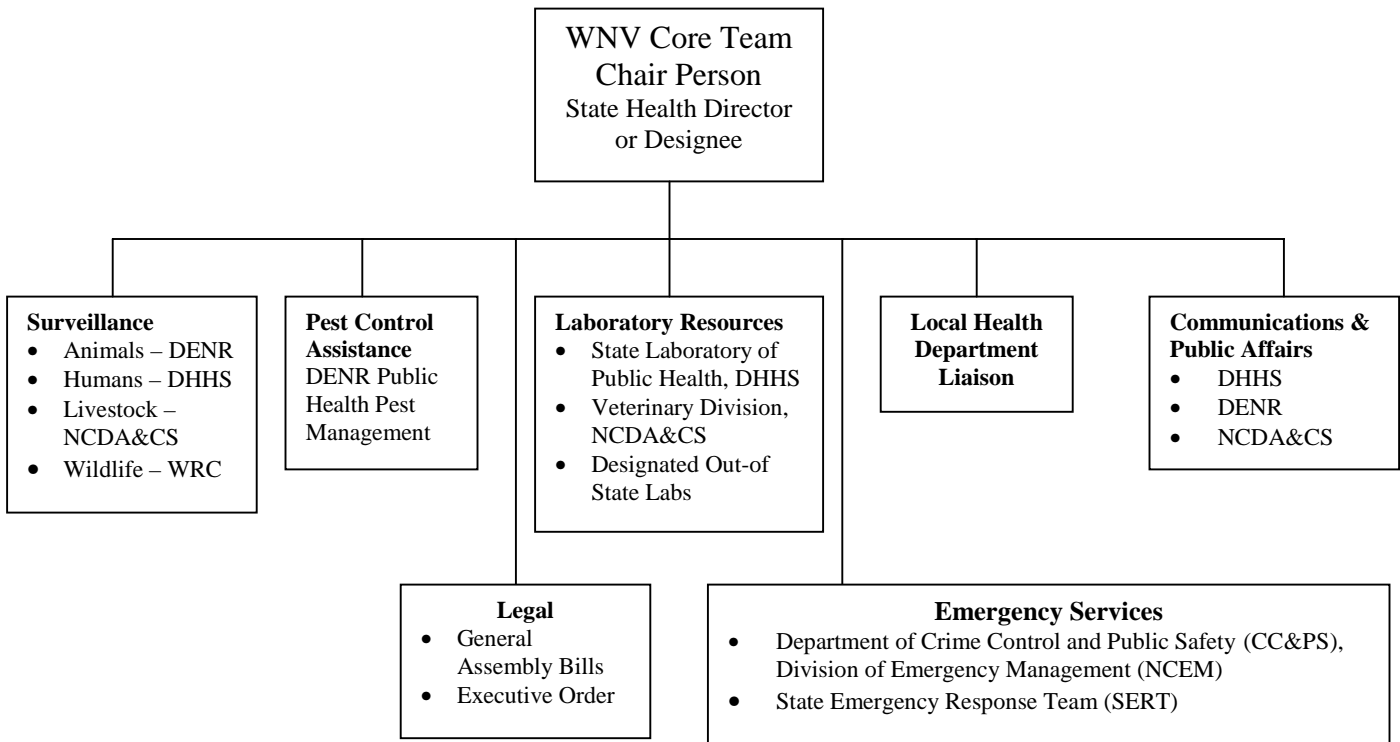 WNV Core Team
Chair Person
State Health Director
or Designee
Surveillance
• Animals – DENR
• Humans – DHHS
• Livestock –
NCDA&CS
• Wildlife – WRC
Pest Control
Assistance
DENR Public
Health Pest
Management
Laboratory Resources
• State Laboratory of
Public Health, DHHS
• Veterinary Division,
NCDA&CS
• Designated Out-of
State Labs
Local Health
Department
Liaison
Communications &
Public Affairs
• DHHS
• DENR
• NCDA&CS
Legal
• General
Assembly Bills
• Executive Order
Emergency Services
• Department of Crime Control and Public Safety (CC&PS),
Division of Emergency Management (NCEM)
• State Emergency Response Team (SERT)